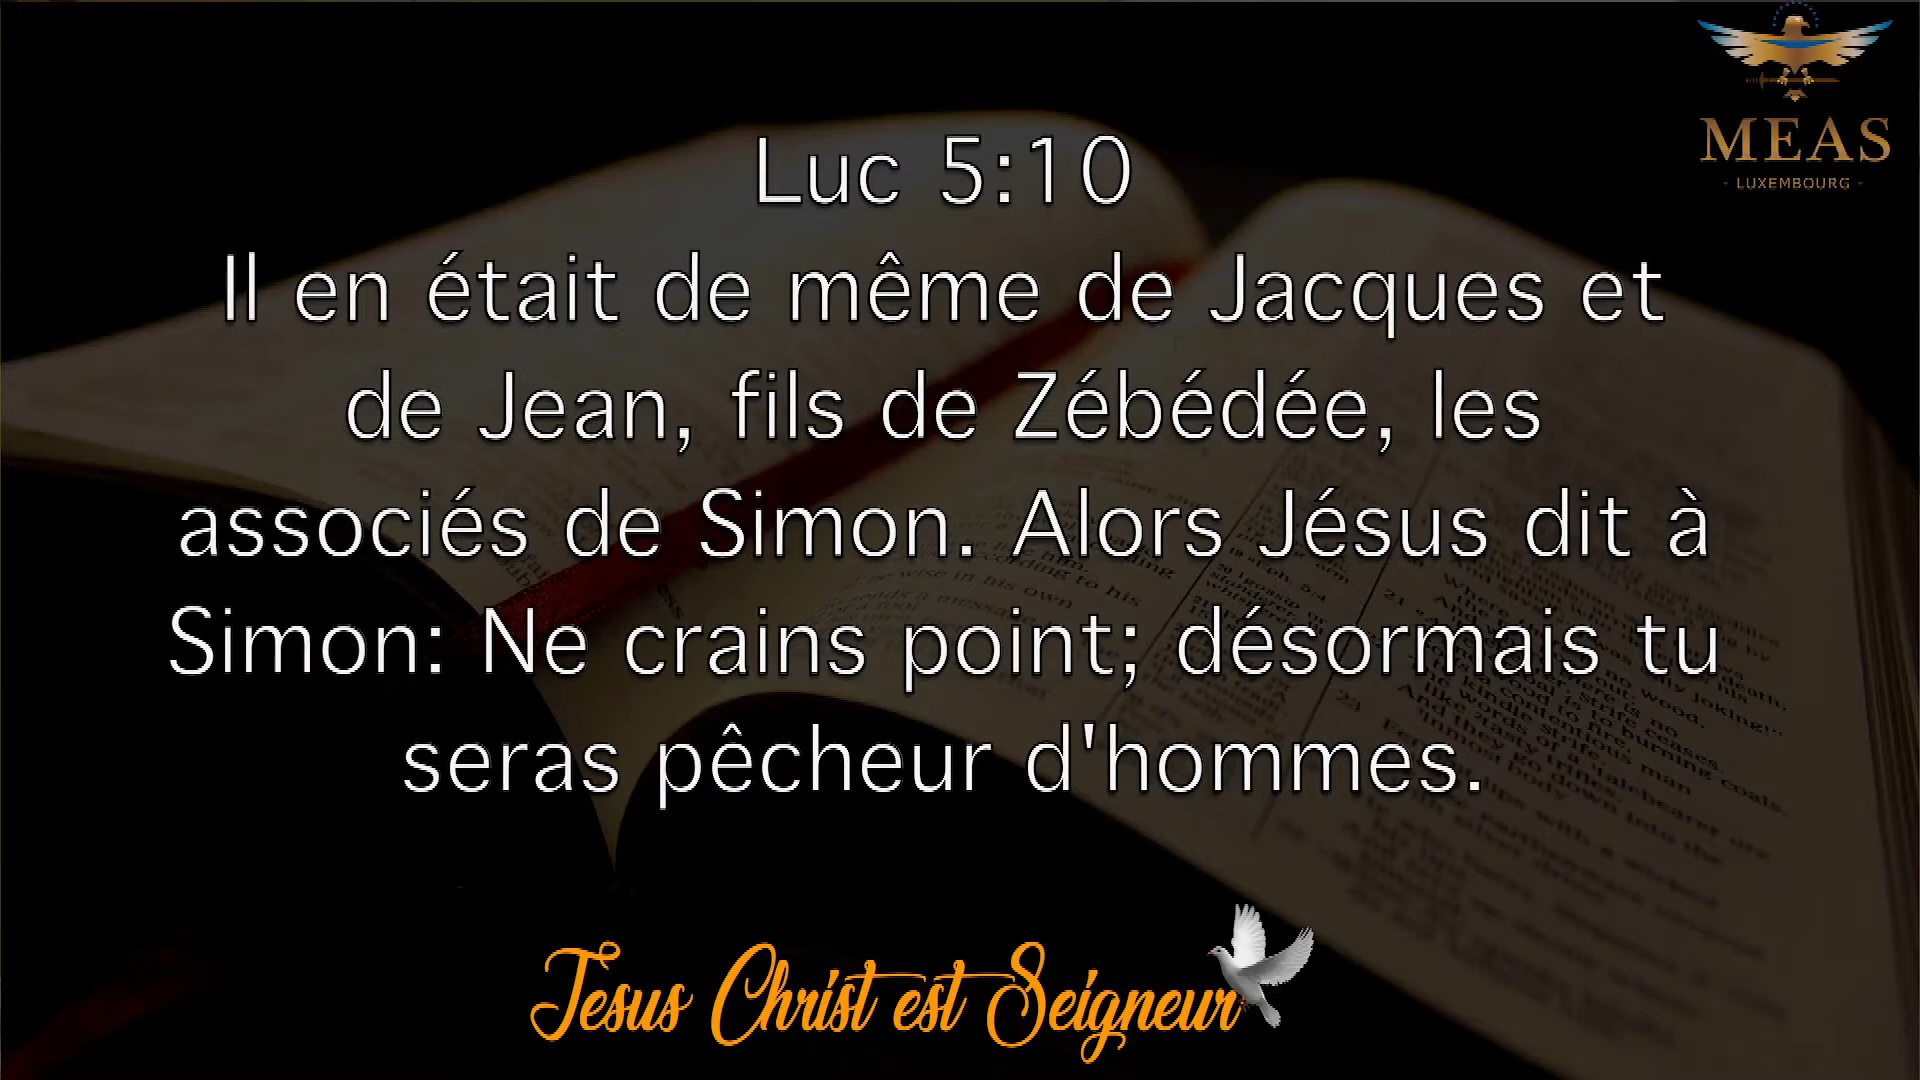 MEAS
- LUXEMBOURG -
Luc 5:10
Il en était de même de Jacques et
de Jean, fils de Zébédée, les
associés de Simon. Alors Jésus dit à
Simon: Ne crains point; désormais tu
seras pêcheur d'hommes.
Jesus Christ est Seigneur